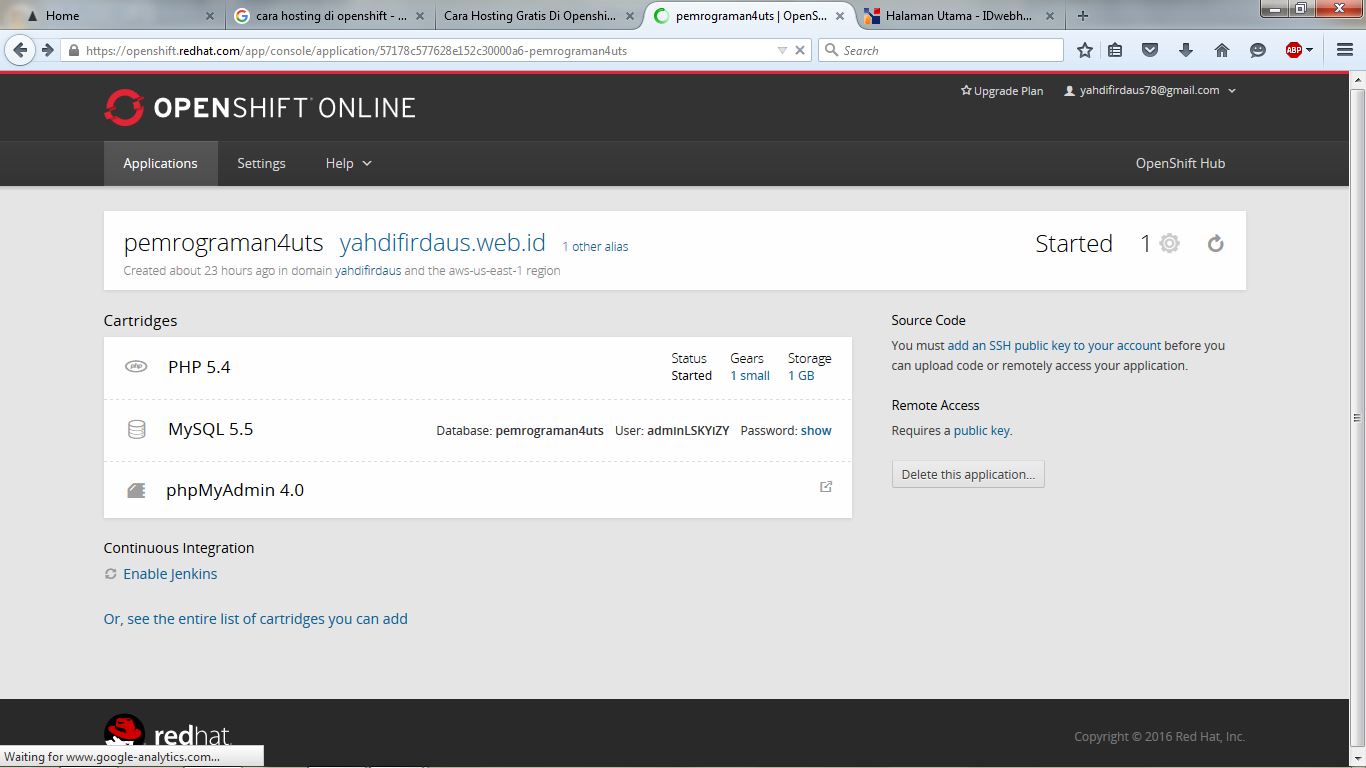 Home
cara hosting di openshift - ...
Cara Hosting Gratis Di Openshi...
pemrograman4uts | OpenS...
Halaman Utama - IDwebh...
https://openshift.redhat.com/app/console/application/57178c577628e152c30000a6-pemrograman4uts
Search
ABP
OPENSHIFT ONLINE
Upgrade Plan
yahdifirdaus78@gmail.com
Applications
Settings
Help
OpenShift Hub
pemrograman4uts yahdifirdaus.web.id 1 other alias
Started 1
Created about 23 hours ago in domain yahdifirdaus and the aws-us-east-1 region
Cartridges
php
PHP 5.4
Status Gears Storage
Started 1 small 1 GB
MySQL 5.5
Database: pemrograman4uts User: adminLSKYIZY Password: show
phpMyAdmin 4.0
Source Code
You must add an SSH public key to your account before you
can upload code or remotely access your application.
Remote Access
Requires a public key.
Delete this application...
Continuous Integration
Enable Jenkins
Or, see the entire list of cartridges you can add
redhat.
Copyright © 2016 Red Hat, Inc.
Waiting for www.google-analytics.com...